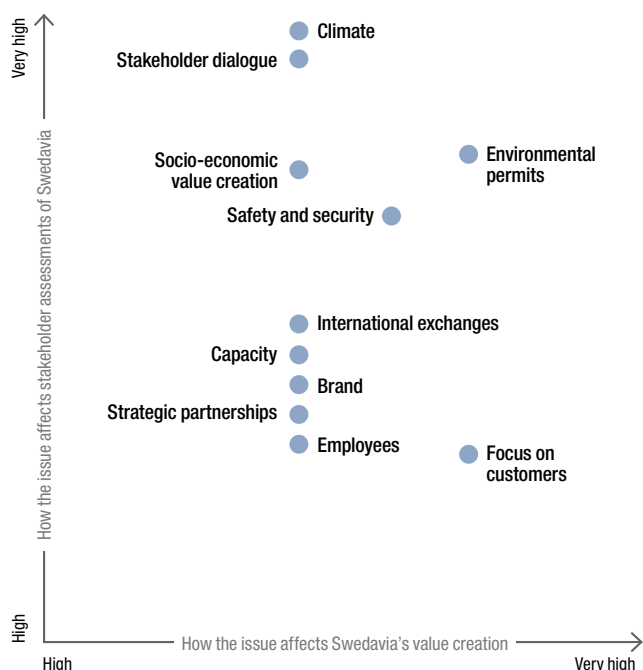 Very high
Climate
Stakeholder dialogue
Socio-economic
value creation
Environmental
permits
Safety and security
How the issue affects stakeholder assessments of Swedavia
International exchanges
Capacity
Brand
Strategic partnerships
Employees
Focus on
customers
High
How the issue affects Swedavia's value creation
High
Very high